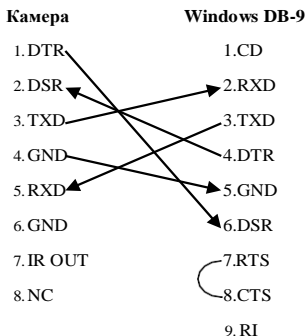 Камера Windows DB-9
1. DTR 1.CD
2. DSR 2.RXD
3. TXD 3.TXD
4. GND 4.DTR
5. RXD 5.GND
6. GND 6.DSR
7. IR OUT 7.RTS
8. NC 8.CTS
9. RI